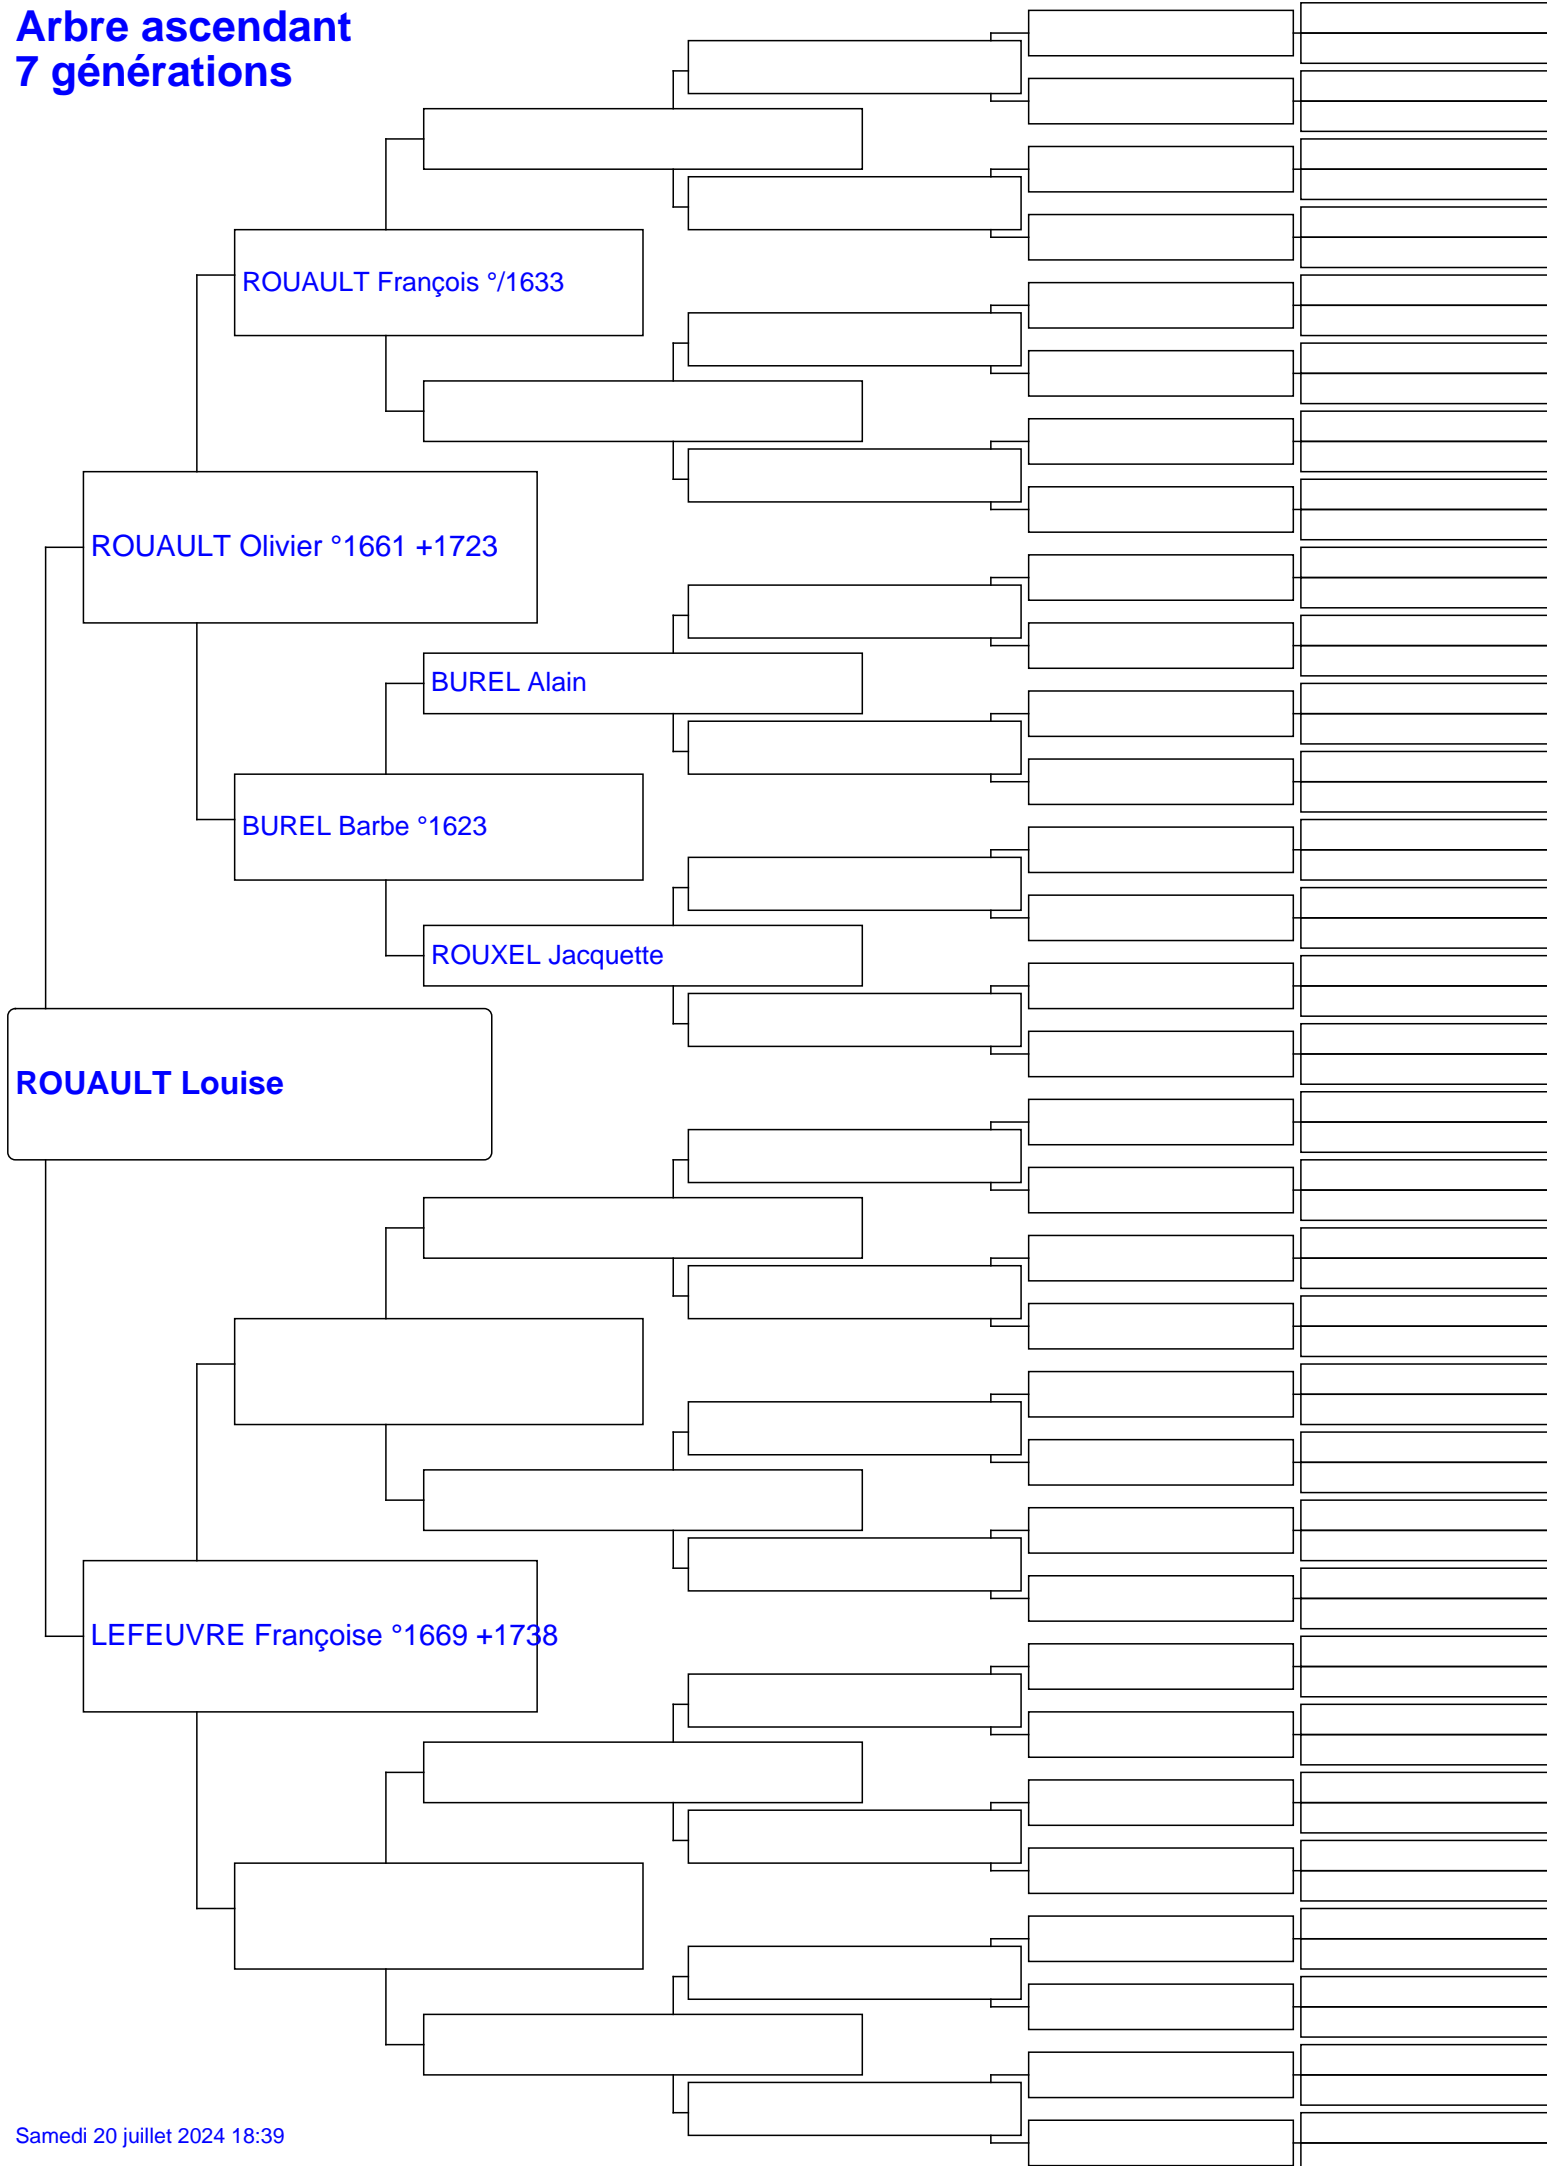 Arbre ascendant
7 générations
ROUAULT François °/1633
ROUAULT Olivier °1661 +1723
BUREL Alain
BUREL Barbe °1623
ROUXEL Jacquette
ROUAULT Louise
LEFEUVRE Françoise °1669 +1738
Samedi 20 juillet 2024 18:39